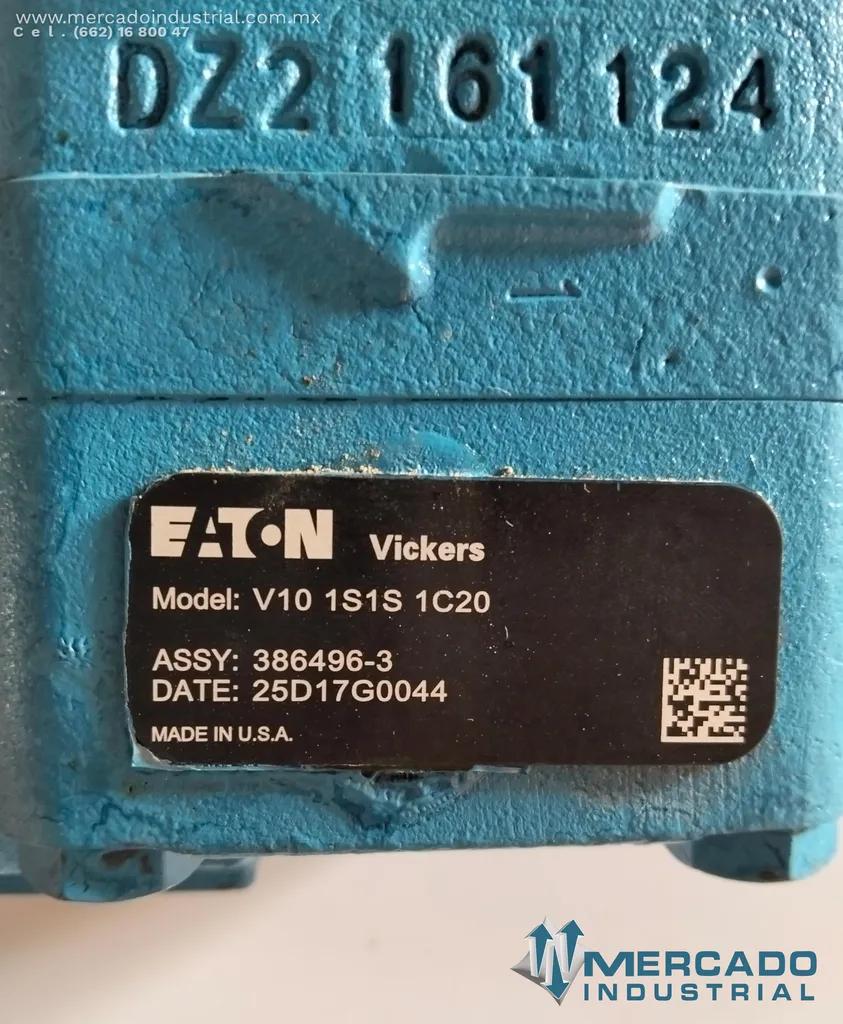 www.mercadoindustrial.com.mx
Cel. (662) 16 800 47
DZ2 161 124
EATON Vickers
Model: V10 1S1S 1C20
ASSY: 386496-3
DATE: 25D17G0044
MADE IN U.S.A.
MERCADO
INDUSTRIAL